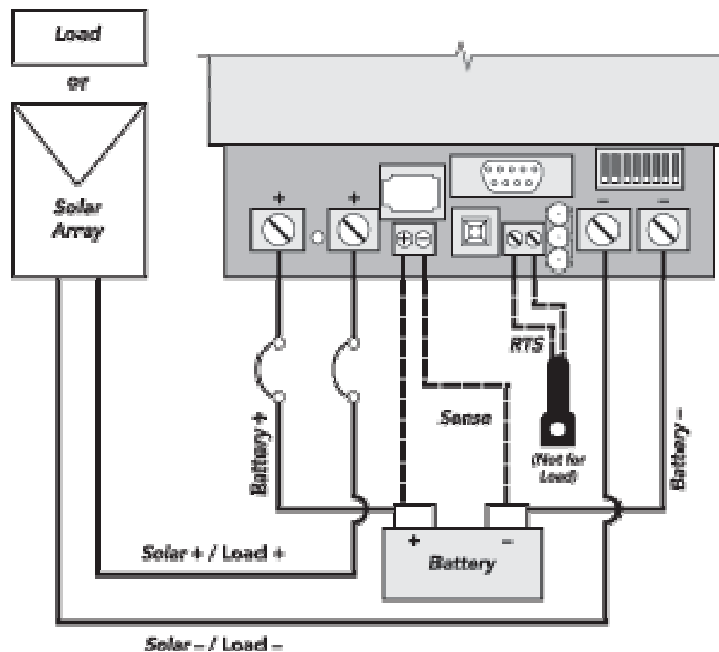 Load
or
Solar
Array
+
+
–
–
+ –
RTS
Sense
(Not for
Load)
Battery +
Battery –
+
–
Battery
Solar + / Load +
Solar – / Load –